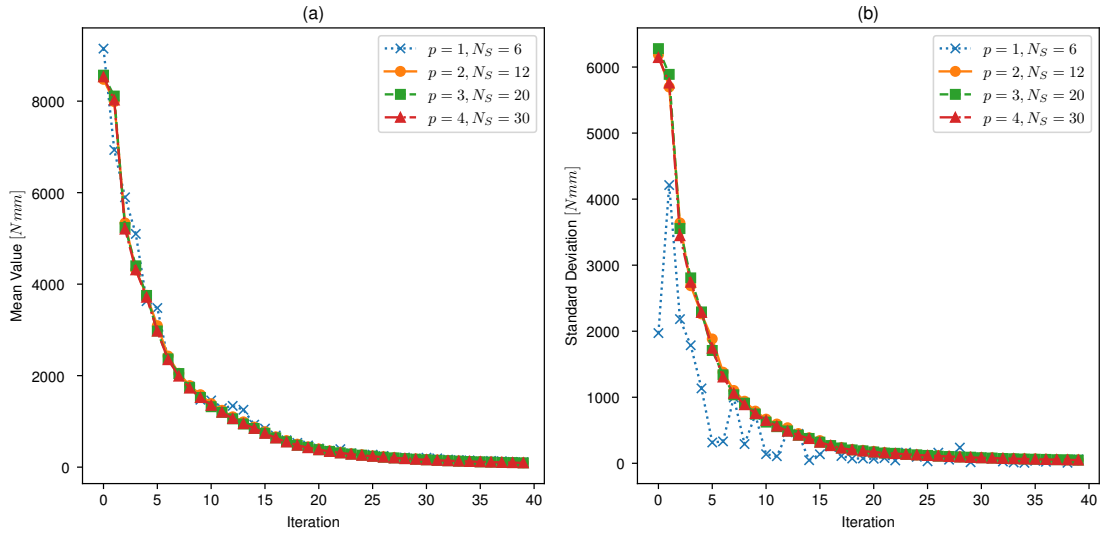 (a)
Mean Value [N mm]
8000
6000
4000
2000
0
0 5 10 15 20 25 30 35 40
Iteration
p = 1, N_S = 6
p = 2, N_S = 12
p = 3, N_S = 20
p = 4, N_S = 30
(b)
Standard Deviation [N mm]
6000
5000
4000
3000
2000
1000
0
0 5 10 15 20 25 30 35 40
Iteration
p = 1, N_S = 6
p = 2, N_S = 12
p = 3, N_S = 20
p = 4, N_S = 30